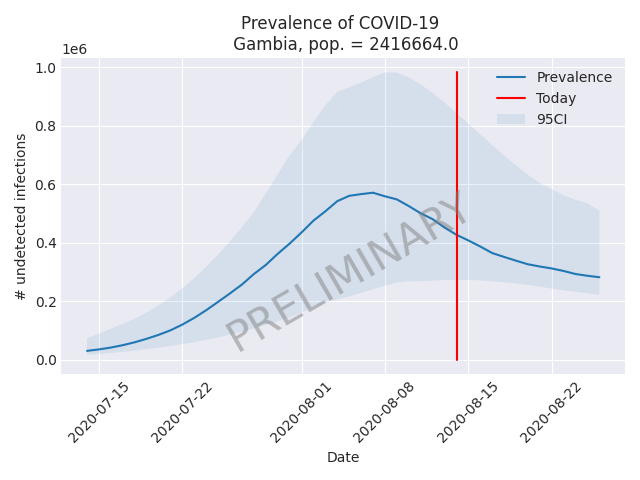 Prevalence of COVID-19
Gambia, pop. = 2416664.0
1e6
1.0
0.8
0.6
0.4
0.2
0.0
# undetected infections
Prevalence
Today
95CI
PRELIMINARY
2020-07-15
2020-07-22
2020-08-01
2020-08-08
2020-08-15
2020-08-22
Date